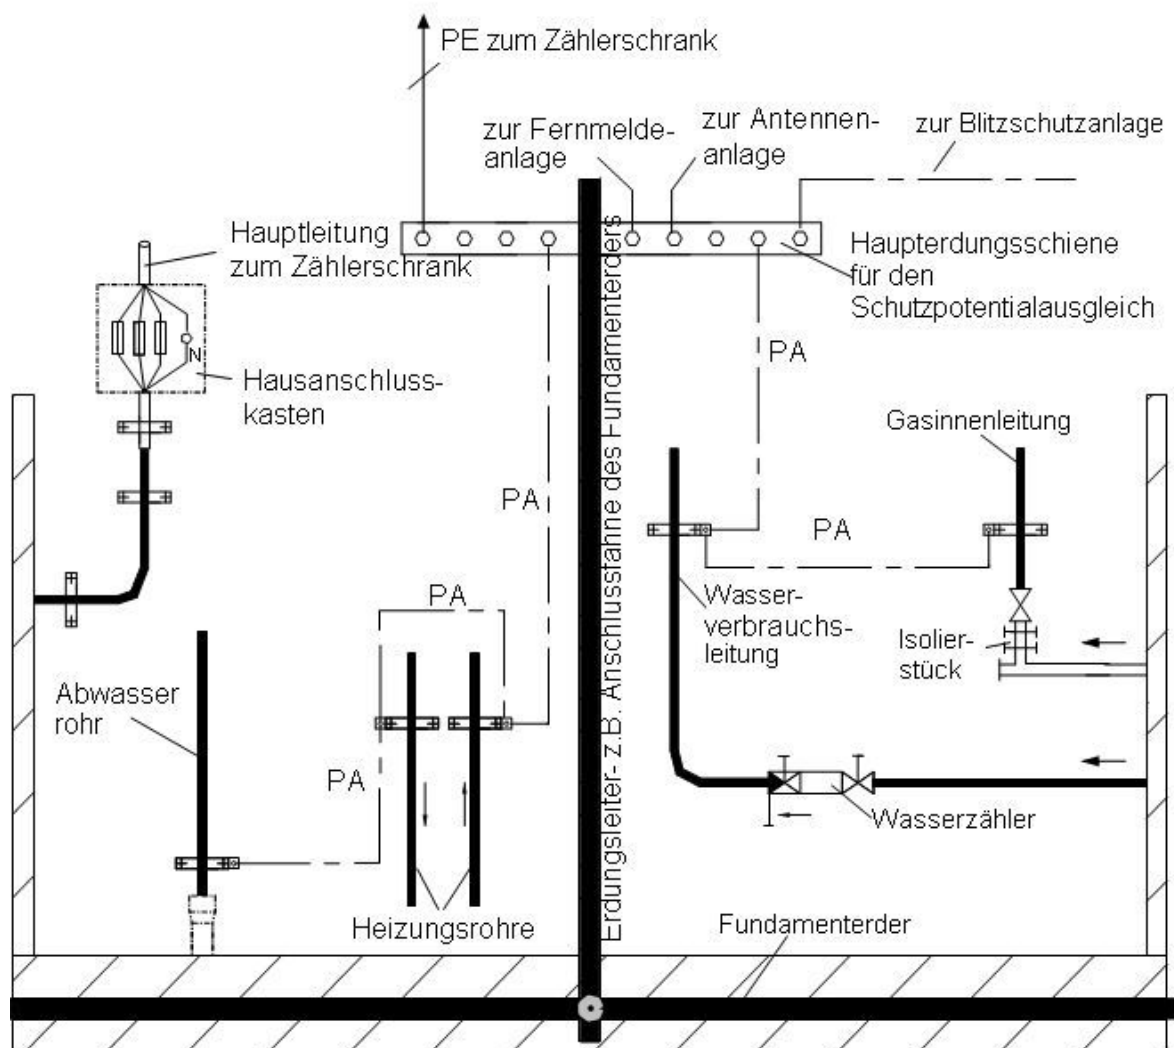 PE zum Zählerschrank
zur Fernmelde-
anlage
zur Antennen-
anlage
zur Blitzschutzanlage
Hauptleitung
zum Zählerschrank
Haupterdungsschiene
für den
Schutzpotentialausgleich
N
Hausanschluss-
kasten
PA
Gasinnenleitung
PA
PA
Erdungsleiter- z.B. Anschlussfahne des Fundamenterders
PA
Wasser-
verbrauchs-
leitung
Isolier-
stück
Abwasser
rohr
PA
Wasserzähler
Heizungsrohre
Fundamenterder